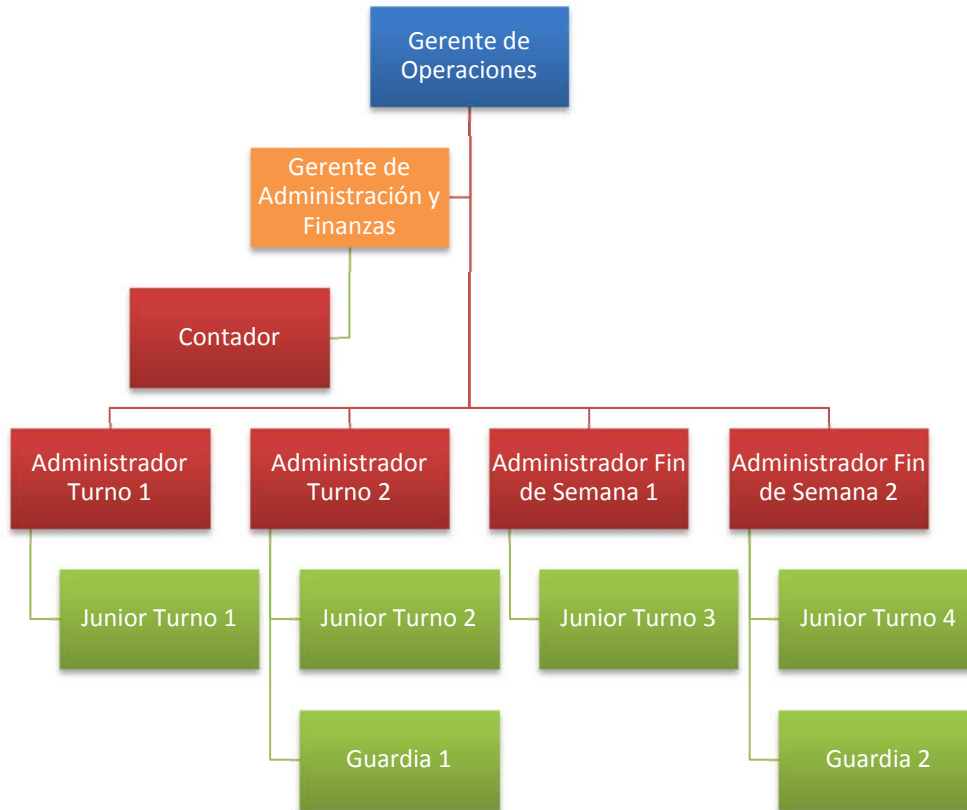 Gerente de
Operaciones
Gerente de
Administración y
Finanzas
Contador
Administrador
Turno 1
Administrador
Turno 2
Administrador Fin
de Semana 1
Administrador Fin
de Semana 2
Junior Turno 1
Junior Turno 2
Junior Turno 3
Junior Turno 4
Guardia 1
Guardia 2